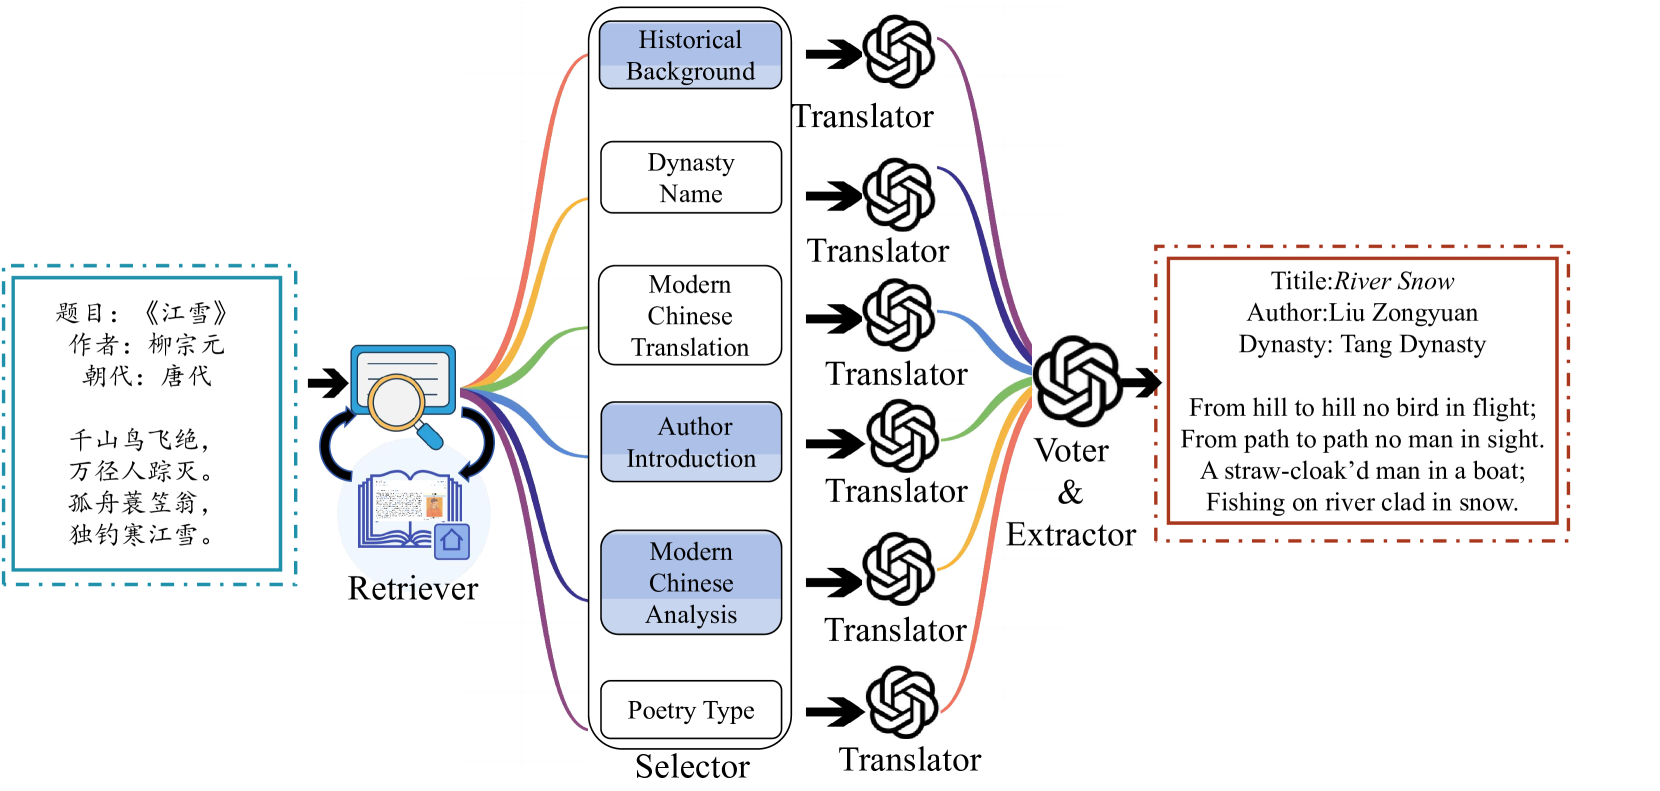 题目：《江雪》
作者：柳宗元
朝代：唐代
千山鸟飞绝，
万径人踪灭。
孤舟蓑笠翁，
独钓寒江雪。
Retriever
Historical
Background
Dynasty
Name
Modern
Chinese
Translation
Author
Introduction
Modern
Chinese
Analysis
Poetry Type
Selector
Translator
Translator
Translator
Translator
Translator
Translator
Voter
&
Extractor
Titile:River Snow
Author:Liu Zongyuan
Dynasty: Tang Dynasty
From hill to hill no bird in flight;
From path to path no man in sight.
A straw-cloak’d man in a boat;
Fishing on river clad in snow.